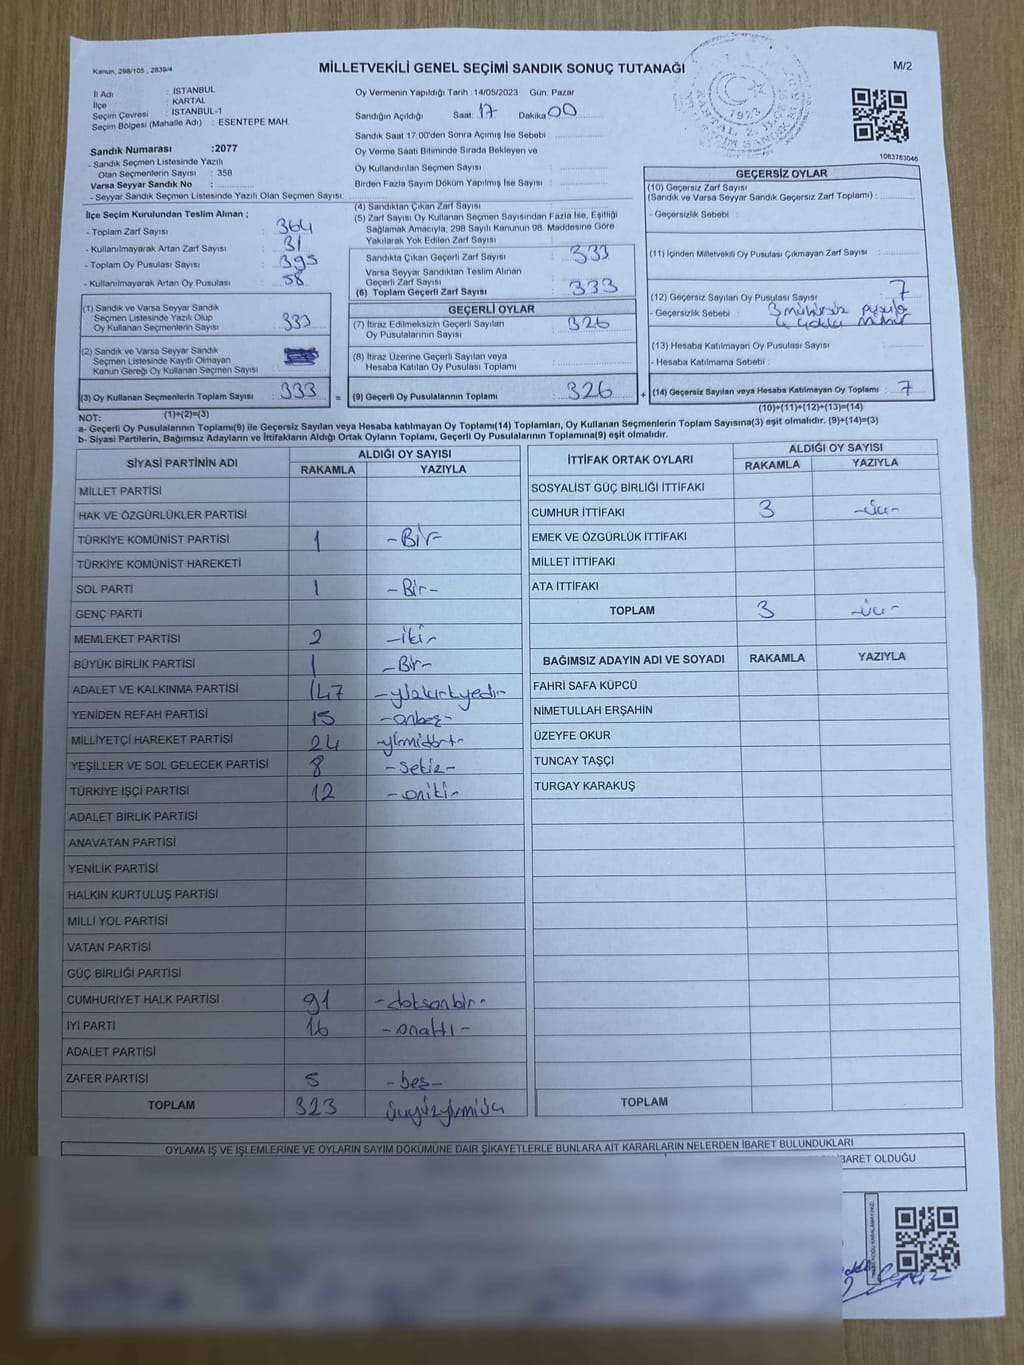 Kanun, 298/105 , 2839/4
MİLLETVEKİLİ GENEL SEÇİMİ SANDIK SONUÇ TUTANAĞI
M/2
İl Adı : İSTANBUL
İlçe : KARTAL
Seçim Çevresi : İSTANBUL-1
Seçim Bölgesi (Mahalle Adı) : ESENTEPE MAH.
Oy Vermenin Yapıldığı Tarih :14/05/2023 Gün: Pazar
Sandığın Açıldığı Saat: 17 Dakika 00
Sandık Saat 17:00'den Sonra Açımış İse Sebebi :
Oy Verme Saati Bitiminde Sırada Bekleyen ve
Oy Kullandırılan Seçmen Sayısı :
Birden Fazla Sayım Döküm Yapılmış İse Sayısı :
1923
1083783046
Sandık Numarası :2077
- Sandık Seçmen Listesinde Yazılı
Olan Seçmenlerin Sayısı : 358
Varsa Seyyar Sandık No :
- Seyyar Sandık Seçmen Listesinde Yazılı Olan Seçmen Sayısı:
İlçe Seçim Kurulundan Teslim Alınan ;
- Toplam Zarf Sayısı : 364
- Kullanılmayarak Artan Zarf Sayısı : 31
- Toplam Oy Pusulası Sayısı : 395
- Kullanılmayarak Artan Oy Pusulası : 58
(4) Sandıktan Çıkan Zarf Sayısı :
(5) Zarf Sayısı Oy Kullanan Seçmen Sayısından Fazla İse, Eşitliği
Sağlamak Amacıyla, 298 Sayılı Kanunun 98. Maddesine Göre
Yakılarak Yok Edilen Zarf Sayısı
Sandıkta Çıkan Geçerli Zarf Sayısı : 333
Varsa Seyyar Sandıktan Teslim Alınan
Geçerli Zarf Sayısı
(6) Toplam Geçerli Zarf Sayısı : 333
GEÇERSİZ OYLAR
(10) Geçersiz Zarf Sayısı
(Sandık ve Varsa Seyyar Sandık Geçersiz Zarf Toplamı) :
- Geçersizlik Sebebi :
(11) İçinden Milletvekili Oy Pusulası Çıkmayan Zarf Sayısı :
(12) Geçersiz Sayılan Oy Pusulası Sayısı : 7
- Geçersizlik Sebebi : 3 mühürsüz pusula
4
(13) Hesaba Katılmayan Oy Pusulası Sayısı :
- Hesaba Katılmama Sebebi :
(14) Geçersiz Sayılan veya Hesaba Katılmayan Oy Toplamı : 7
(10)+(11)+(12)+(13)=(14)
(1) Sandık ve Varsa Seyyar Sandık
Seçmen Listesinde Yazılı Olup
Oy Kullanan Seçmenlerin Sayısı : 333
(2) Sandık ve Varsa Seyyar Sandık
Seçmen Listesinde Kayıtlı Olmayan
Kanun Gereği Oy Kullanan Seçmen Sayısı :
(3) Oy Kullanan Seçmenlerin Toplam Sayısı : 333 =
(1)+(2)=(3)
GEÇERLİ OYLAR
(7) İtiraz Edilmeksizin Geçerli Sayılan
Oy Pusulalarının Sayısı : 326
(8) İtiraz Üzerine Geçerli Sayılan veya
Hesaba Katılan Oy Pusulası Toplamı :
(9) Geçerli Oy Pusulalarının Toplamı : 326 +
NOT:
a- Geçerli Oy Pusulalarının Toplamı(9) ile Geçersiz Sayılan veya Hesaba katılmayan Oy Toplamı(14) Toplamları, Oy Kullanan Seçmenlerin Toplam Sayısına(3) eşit olmalıdır. (9)+(14)=(3)
b- Siyasi Partilerin, Bağımsız Adayların ve İttifakların Aldığı Ortak Oyların Toplamı, Geçerli Oy Pusulalarının Toplamına(9) eşit olmalıdır.
SİYASİ PARTİNİN ADI ALDIĞI OY SAYISI
RAKAMLA YAZIYLA
MİLLET PARTİSİ
HAK VE ÖZGÜRLÜKLER PARTİSİ
TÜRKİYE KOMÜNİST PARTİSİ 1 -Bir-
TÜRKİYE KOMÜNİST HAREKETİ
SOL PARTİ 1 -Bir-
GENÇ PARTİ
MEMLEKET PARTİSİ 2 -iki-
BÜYÜK BİRLİK PARTİSİ 1 -Bir-
ADALET VE KALKINMA PARTİSİ 147 -yüzkırkyedi-
YENİDEN REFAH PARTİSİ 15 -onbeş-
MİLLİYETÇİ HAREKET PARTİSİ 24 -yirmidört-
YEŞİLLER VE SOL GELECEK PARTİSİ 8 -sekiz-
TÜRKİYE İŞÇİ PARTİSİ 12 -oniki-
ADALET BİRLİK PARTİSİ
ANAVATAN PARTİSİ
YENİLİK PARTİSİ
HALKIN KURTULUŞ PARTİSİ
MİLLİ YOL PARTİSİ
VATAN PARTİSİ
GÜÇ BİRLİĞİ PARTİSİ
CUMHURİYET HALK PARTİSİ 91 -doksanbir-
İYİ PARTİ 16 -onaltı-
ADALET PARTİSİ
ZAFER PARTİSİ 5 -beş-
TOPLAM 323 üçyüzyirmiüç
İTTİFAK ORTAK OYLARI ALDIĞI OY SAYISI
RAKAMLA YAZIYLA
SOSYALİST GÜÇ BİRLİĞİ İTTİFAKI
CUMHUR İTTİFAKI 3 -üç-
EMEK VE ÖZGÜRLÜK İTTİFAKI
MİLLET İTTİFAKI
ATA İTTİFAKI
TOPLAM 3 -üç-
BAĞIMSIZ ADAYIN ADI VE SOYADI RAKAMLA YAZIYLA
FAHRİ SAFA KÜPCÜ
NİMETULLAH ERŞAHİN
ÜZEYFE OKUR
TUNCAY TAŞÇI
TURGAY KARAKUŞ
TOPLAM
OYLAMA İŞ VE İŞLEMLERİNE VE OYLARIN SAYIM DÖKÜMÜNE DAİR ŞİKAYETLERLE BUNLARA AİT KARARLARIN NELERDEN İBARET BULUNDUKLARI
İBARET OLDUĞU